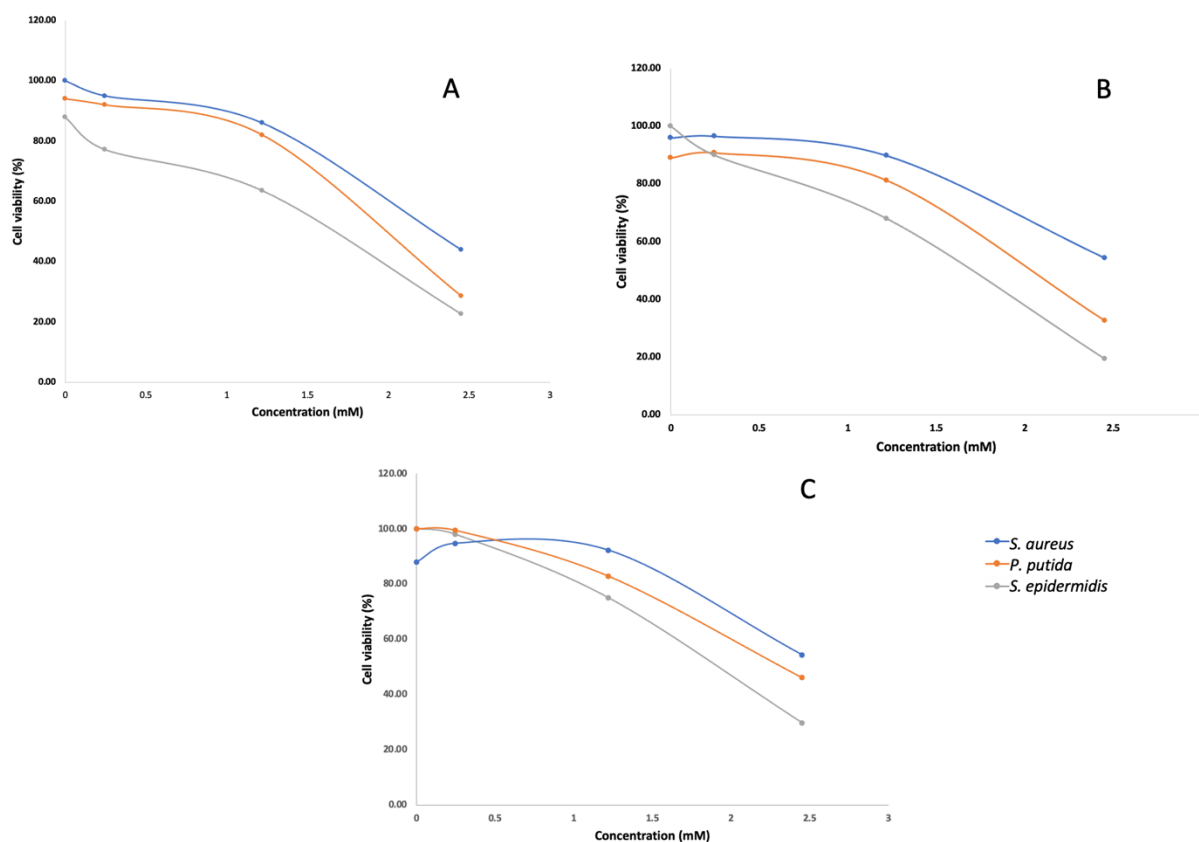 A
120.00
100.00
80.00
60.00
40.00
20.00
0.00
Cell viability (%)
0 0.5 1 1.5 2 2.5 3
Concentration (mM)
B
120.00
100.00
80.00
60.00
40.00
20.00
0.00
Cell viability (%)
0 0.5 1 1.5 2 2.5
Concentration (mM)
C
120.00
100.00
80.00
60.00
40.00
20.00
0.00
Cell viability (%)
0 0.5 1 1.5 2 2.5 3
Concentration (mM)
S. aureus
P. putida
S. epidermidis